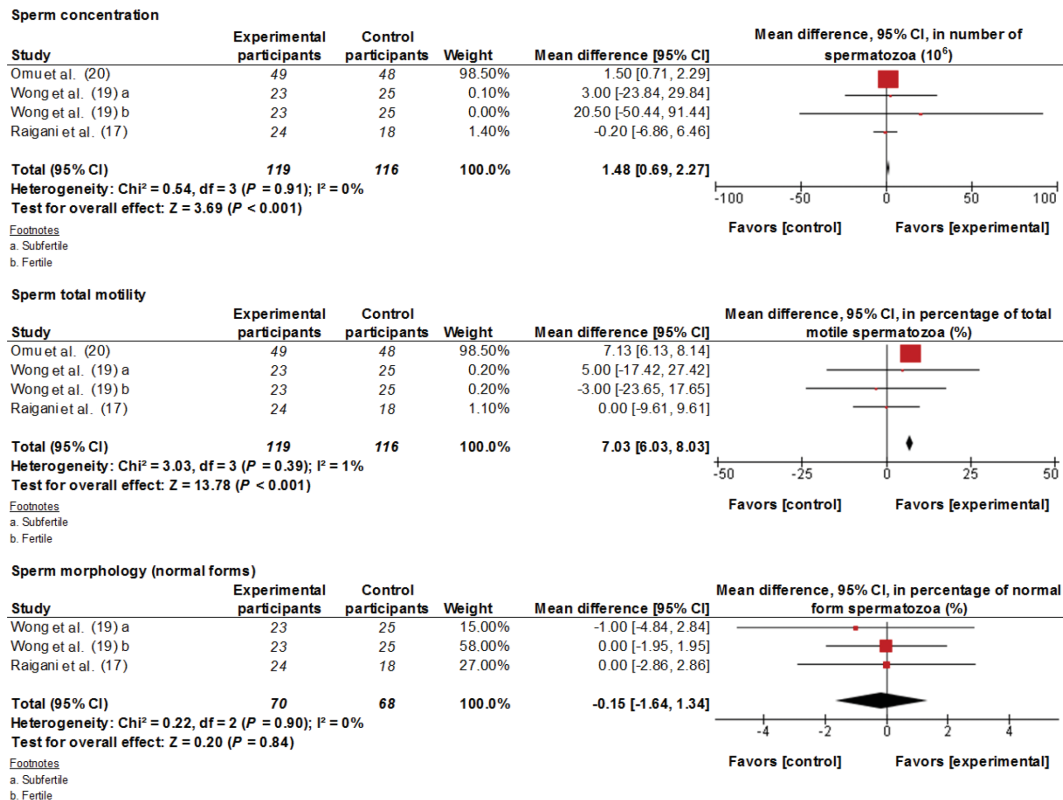 Sperm concentration
Study Experimental participants Control participants Weight Mean difference [95% CI] Mean difference, 95% CI, in number of spermatozoa (10⁶)
Omu et al. (20) 49 48 98.50% 1.50 [0.71, 2.29]
Wong et al. (19) a 23 25 0.10% 3.00 [-23.84, 29.84]
Wong et al. (19) b 23 25 0.00% 20.50 [-50.44, 91.44]
Raigani et al. (17) 24 18 1.40% -0.20 [-6.86, 6.46]
Total (95% CI) 119 116 100.0% 1.48 [0.69, 2.27]
Heterogeneity: Chi² = 0.54, df = 3 (P = 0.91); I² = 0%
Test for overall effect: Z = 3.69 (P < 0.001)
-100 -50 0 50 100
Favors [control] Favors [experimental]
Footnotes
a. Subfertile
b. Fertile
Sperm total motility
Study Experimental participants Control participants Weight Mean difference [95% CI] Mean difference, 95% CI, in percentage of total motile spermatozoa (%)
Omu et al. (20) 49 48 98.50% 7.13 [6.13, 8.14]
Wong et al. (19) a 23 25 0.20% 5.00 [-17.42, 27.42]
Wong et al. (19) b 23 25 0.20% -3.00 [-23.65, 17.65]
Raigani et al. (17) 24 18 1.10% 0.00 [-9.61, 9.61]
Total (95% CI) 119 116 100.0% 7.03 [6.03, 8.03]
Heterogeneity: Chi² = 3.03, df = 3 (P = 0.39); I² = 1%
Test for overall effect: Z = 13.78 (P < 0.001)
-50 -25 0 25 50
Favors [control] Favors [experimental]
Footnotes
a. Subfertile
b. Fertile
Sperm morphology (normal forms)
Study Experimental participants Control participants Weight Mean difference [95% CI] Mean difference, 95% CI, in percentage of normal form spermatozoa (%)
Wong et al. (19) a 23 25 15.00% -1.00 [-4.84, 2.84]
Wong et al. (19) b 23 25 58.00% 0.00 [-1.95, 1.95]
Raigani et al. (17) 24 18 27.00% 0.00 [-2.86, 2.86]
Total (95% CI) 70 68 100.0% -0.15 [-1.64, 1.34]
Heterogeneity: Chi² = 0.22, df = 2 (P = 0.90); I² = 0%
Test for overall effect: Z = 0.20 (P = 0.84)
-4 -2 0 2 4
Favors [control] Favors [experimental]
Footnotes
a. Subfertile
b. Fertile